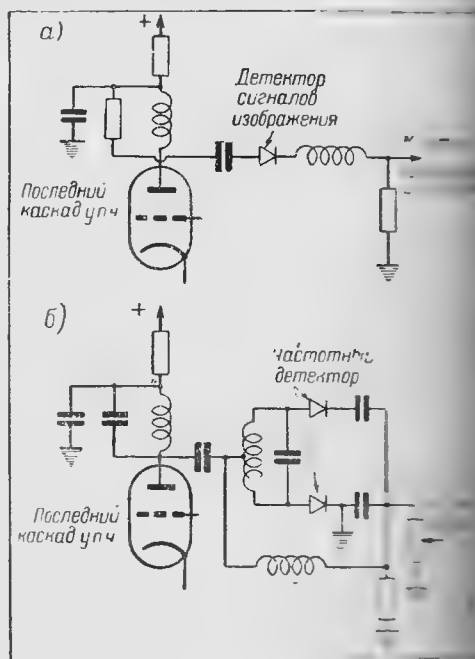 а)
+
Детектор
сигналов
изображения
Последний
каскад упч
б)
+
Частотный
детектор
Последний
каскад упч